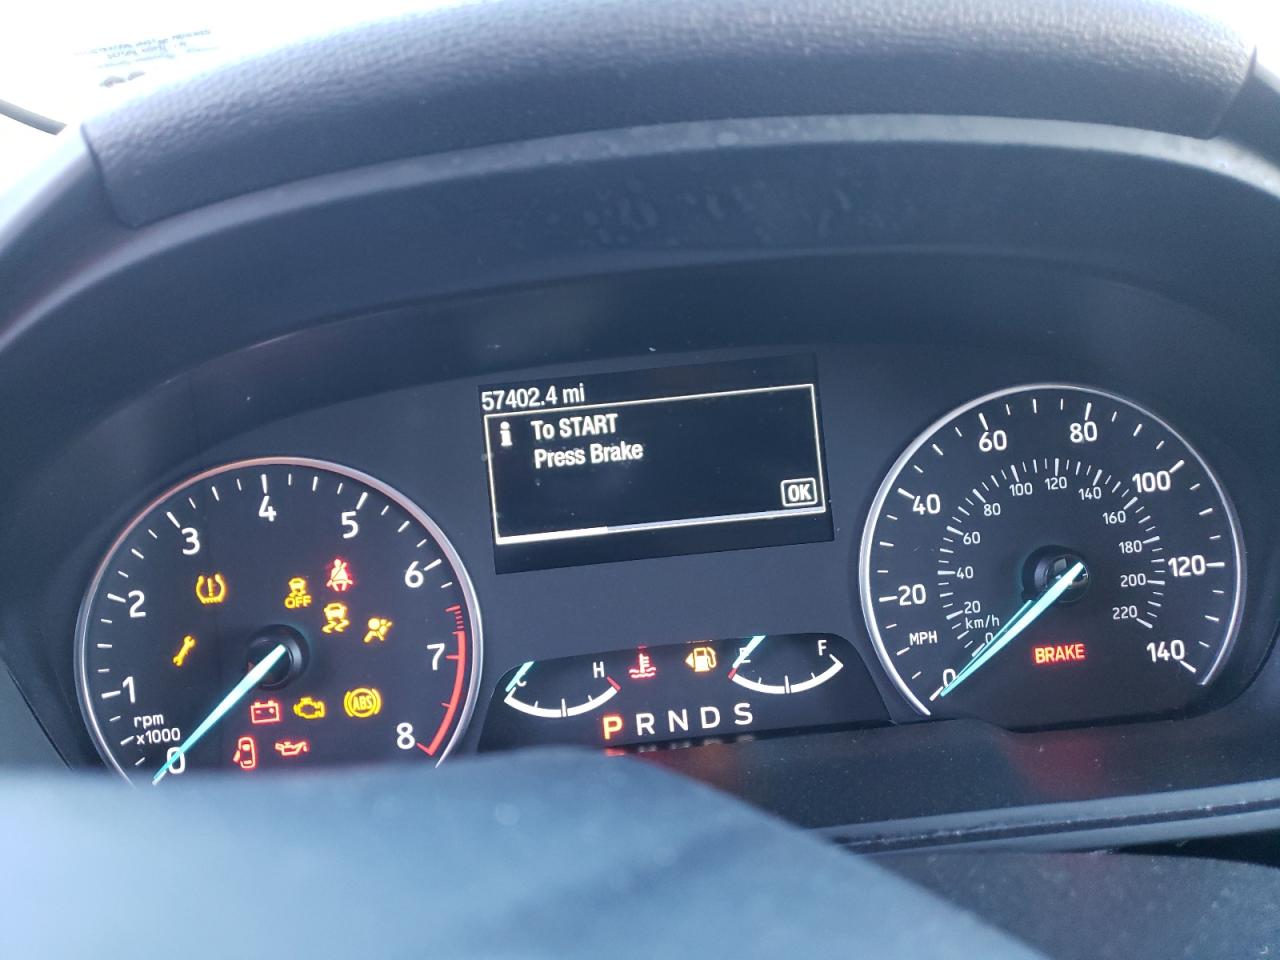 57402.4 mi
i To START
Press Brake
OK
0 1 2 3 4 5 6 7 8
rpm
x1000
OFF
ABS
C H
E F
P R N D S
0 20 40 60 80 100 120 140
MPH
0 20 40 60 80 100 120 140 160 180 200 220
km/h
BRAKE